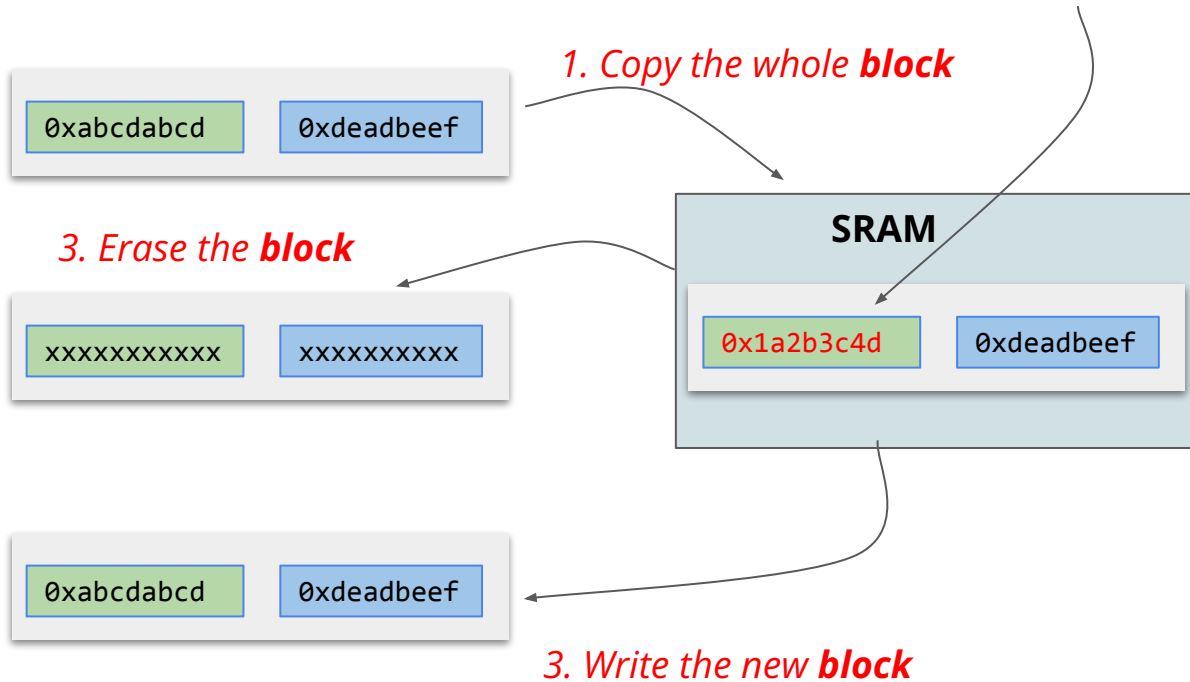 1. Copy the whole block
0xabcdabcd 0xdeadbeef
SRAM
3. Erase the block
xxxxxxxxxxx xxxxxxxxxx
0x1a2b3c4d 0xdeadbeef
0xabcdabcd 0xdeadbeef
3. Write the new block